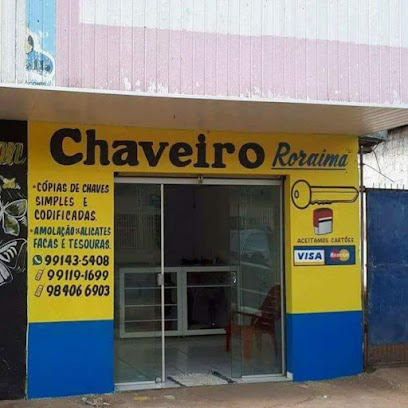 Chaveiro Roraima
• CÓPIAS DE CHAVES
SIMPLES E
CODIFICADAS.
• AMOLAÇÃO DE ALICATES
FACAS E TESOURAS.
99143-5408
99119-1699
98406 6903
ACEITAMOS CARTÕES
VISA